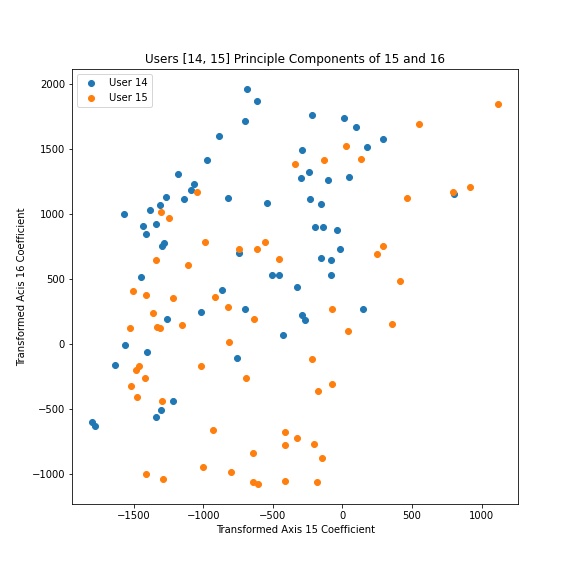 Users [14, 15] Principle Components of 15 and 16
User 14
User 15
Transformed Acis 16 Coefficient
2000
1500
1000
500
0
−500
−1000
−1500
−1000
−500
0
500
1000
Transformed Axis 15 Coefficient